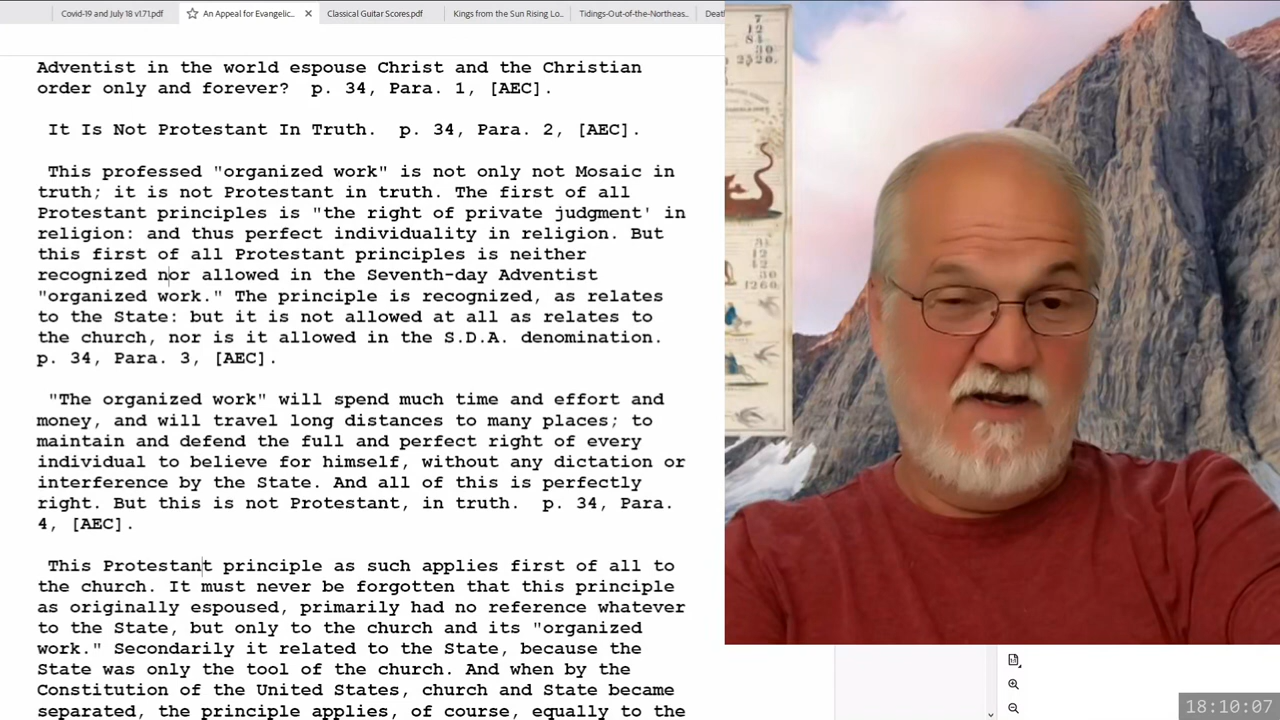 Covid-19 and July 18 v1.71.pdf
An Appeal for Evangelic...
Classical Guitar Scores.pdf
Kings from the Sun Rising Lo...
Tidings-Out-of-the-Northeas...
Deat
Adventist in the world espouse Christ and the Christian
order only and forever?  p. 34, Para. 1, [AEC].
It Is Not Protestant In Truth.  p. 34, Para. 2, [AEC].
This professed "organized work" is not only not Mosaic in
truth; it is not Protestant in truth. The first of all
Protestant principles is "the right of private judgment' in
religion: and thus perfect individuality in religion. But
this first of all Protestant principles is neither
recognized nor allowed in the Seventh-day Adventist
"organized work." The principle is recognized, as relates
to the State: but it is not allowed at all as relates to
the church, nor is it allowed in the S.D.A. denomination.
p. 34, Para. 3, [AEC].
"The organized work" will spend much time and effort and
money, and will travel long distances to many places; to
maintain and defend the full and perfect right of every
individual to believe for himself, without any dictation or
interference by the State. And all of this is perfectly
right. But this is not Protestant, in truth.  p. 34, Para.
4, [AEC].
This Protestant principle as such applies first of all to
the church. It must never be forgotten that this principle
as originally espoused, primarily had no reference whatever
to the State, but only to the church and its "organized
work." Secondarily it related to the State, because the
State was only the tool of the church. And when by the
Constitution of the United States, church and State became
separated, the principle applies, of course, equally to the
7
12
30
2520.
12
30
1260.
18:10:07